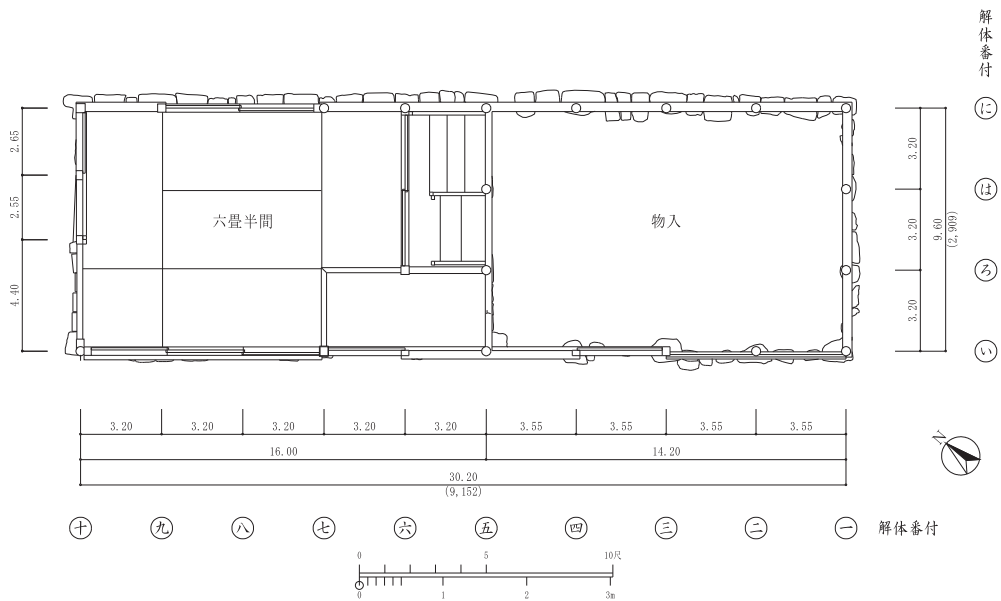 解体番付
に
は
ろ
い
2.65
2.55
4.40
六畳半間
物入
3.20
3.20
3.20
9.60
(2,909)
3.20 3.20 3.20 3.20 3.20 3.55 3.55 3.55 3.55
16.00 14.20
30.20
(9,152)
N
十 九 八 七 六 五 四 三 二 一 解体番付
0 5 10尺
0 1 2 3m